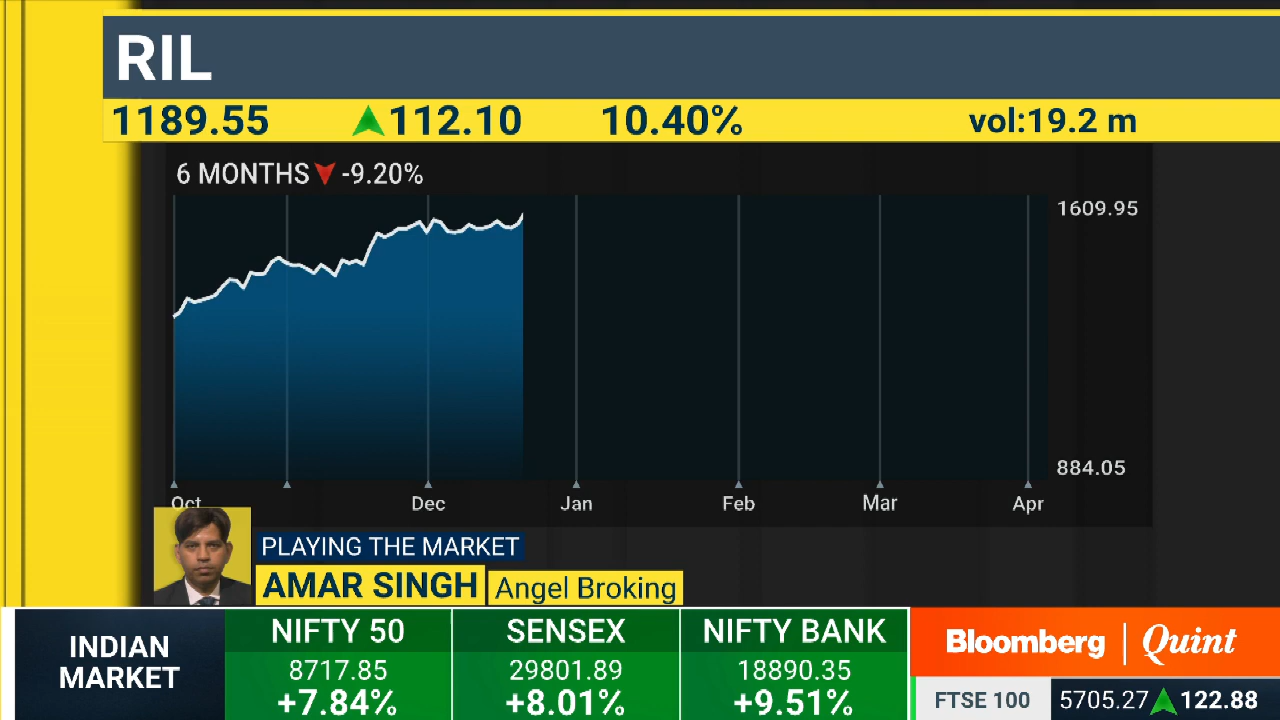 RIL
1189.55 112.10 10.40% vol:19.2 m
6 MONTHS -9.20%
1609.95
884.05
Oct Dec Jan Feb Mar Apr
PLAYING THE MARKET
AMAR SINGH Angel Broking
INDIAN MARKET
NIFTY 50
8717.85
+7.84%
SENSEX
29801.89
+8.01%
NIFTY BANK
18890.35
+9.51%
Bloomberg | Quint
FTSE 100 5705.27 122.88